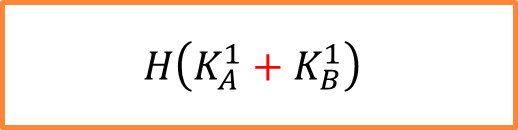 H(K_A^1 + K_B^1)